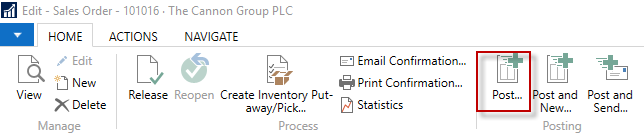 Edit - Sales Order - 101016 · The Cannon Group PLC
HOME ACTIONS NAVIGATE
View
Edit
New
Delete
Manage
Release
Reopen
Create Inventory Put-
away/Pick...
Email Confirmation...
Print Confirmation...
Statistics
Process
Post...
Post and
New...
Post and
Send...
Posting